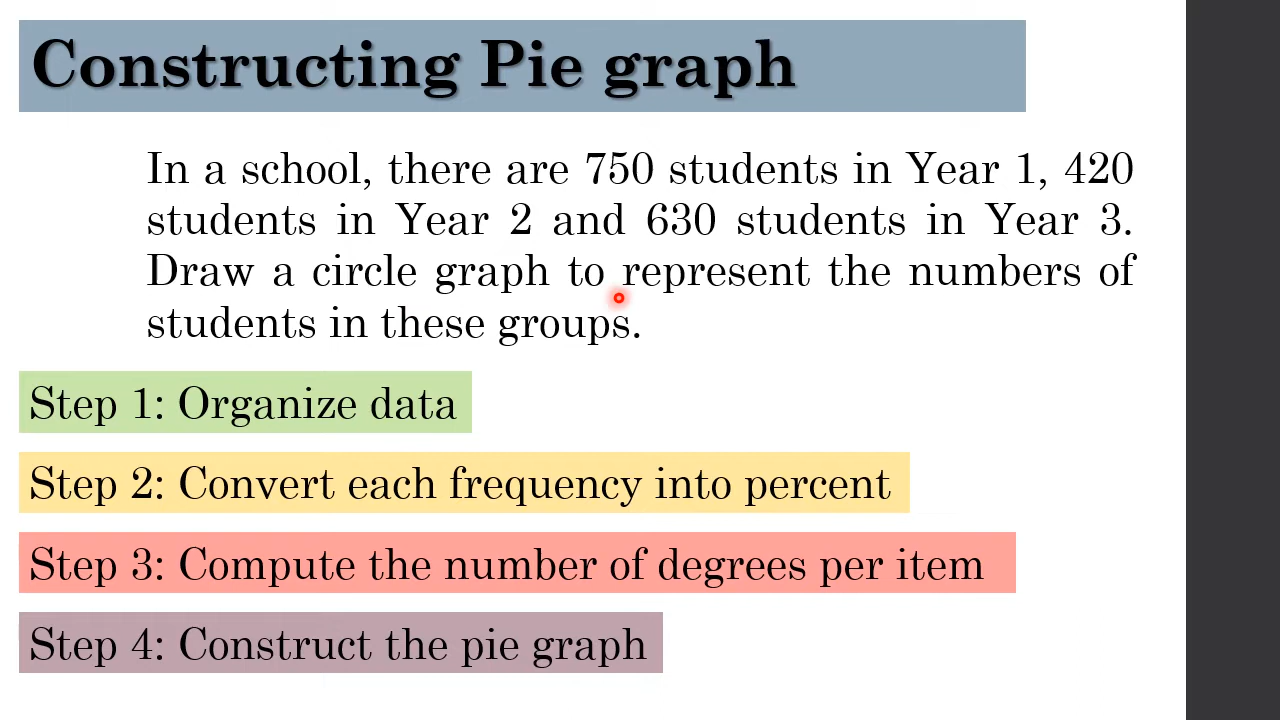 Constructing Pie graph
In a school, there are 750 students in Year 1, 420
students in Year 2 and 630 students in Year 3.
Draw a circle graph to represent the numbers of
students in these groups.
Step 1: Organize data
Step 2: Convert each frequency into percent
Step 3: Compute the number of degrees per item
Step 4: Construct the pie graph